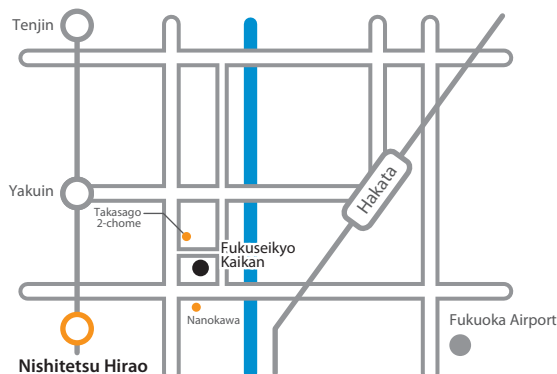 Tenjin
Yakuin
Takasago
2-chome
Hakata
Fukuseikyo
Kaikan
Nanokawa
Fukuoka Airport
Nishitetsu Hirao